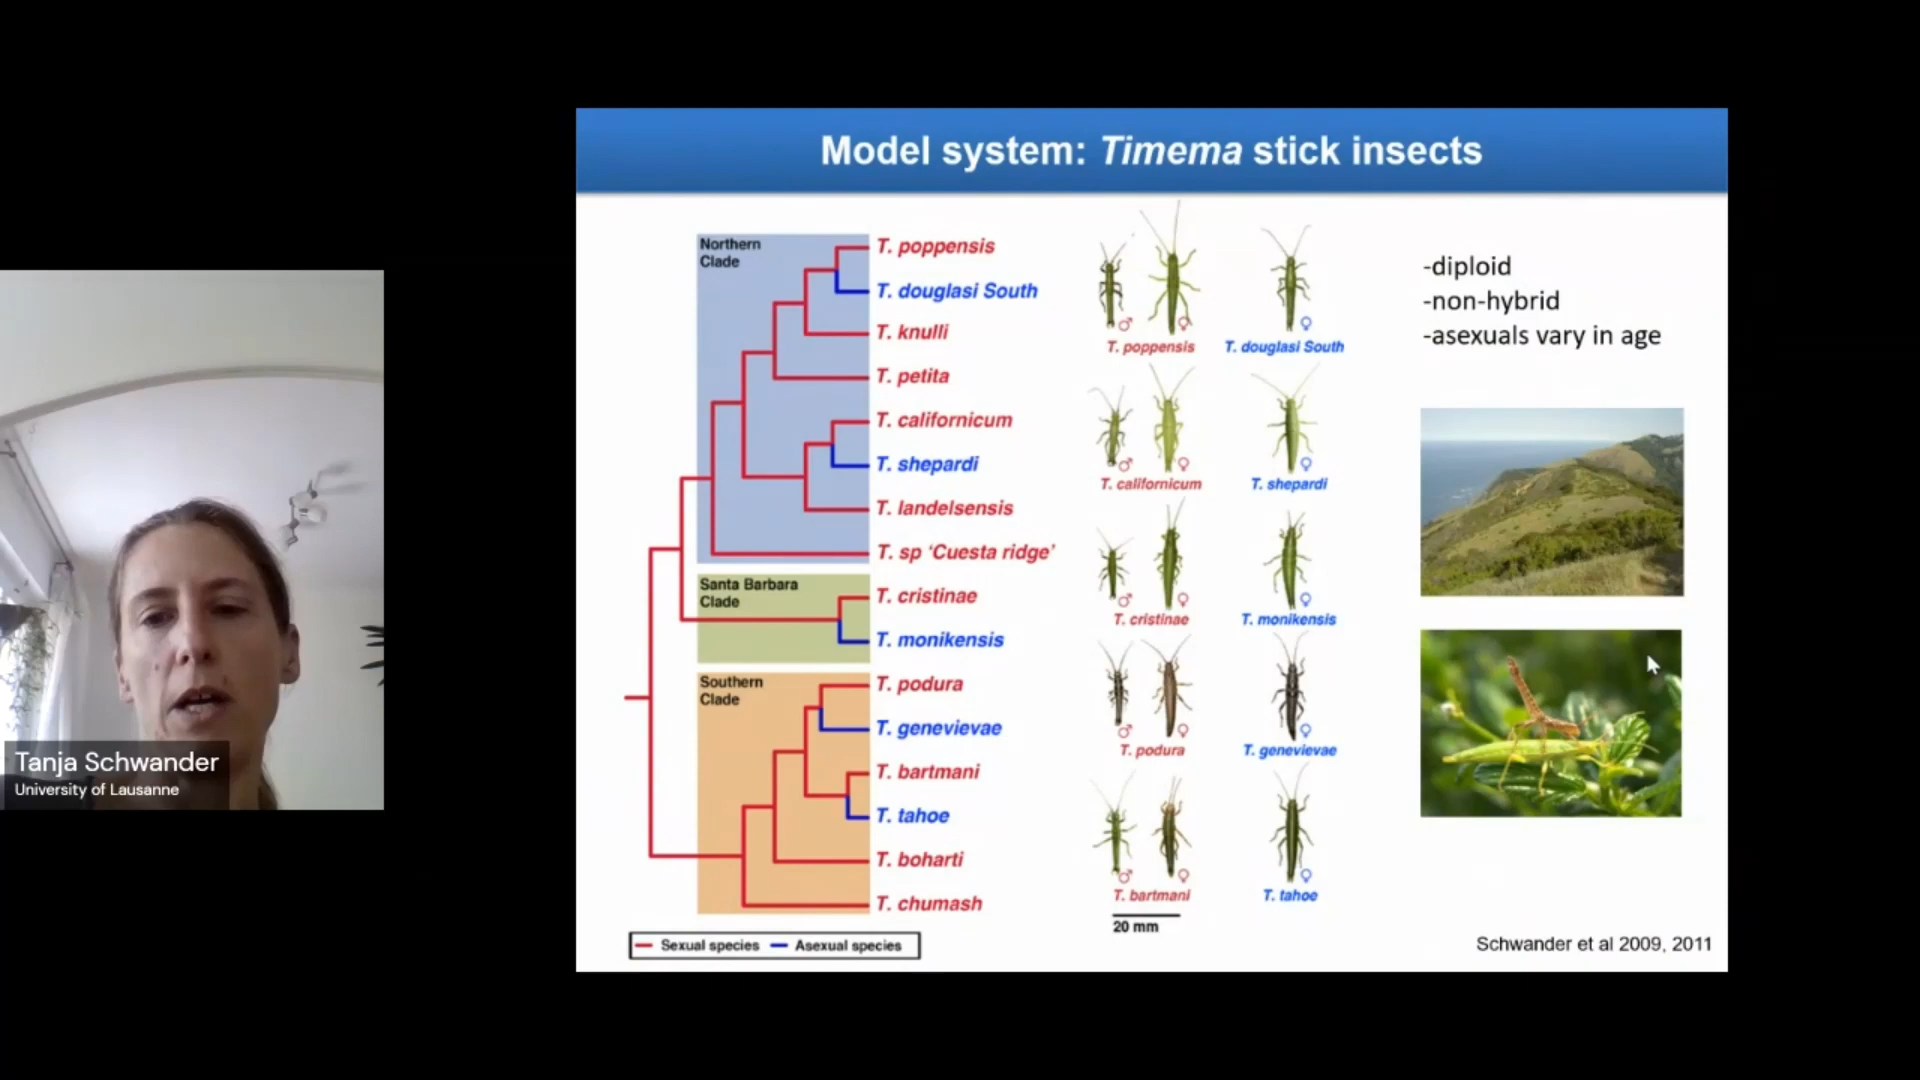 Model system: Timema stick insects
Northern
Clade
T. poppensis
T. douglasi South
T. knulli
T. petita
T. californicum
T. shepardi
T. landelsensis
T. sp ‘Cuesta ridge’
Santa Barbara
Clade
T. cristinae
T. monikensis
Southern
Clade
T. podura
T. genevievae
T. bartmani
T. tahoe
T. boharti
T. chumash
Sexual species
Asexual species
♂ ♀ ♀
T. poppensis T. douglasi South
♂ ♀ ♀
T. californicum T. shepardi
♂ ♀ ♀
T. cristinae T. monikensis
♂ ♀ ♀
T. podura T. genevievae
♂ ♀ ♀
T. bartmani T. tahoe
20 mm
-diploid
-non-hybrid
-asexuals vary in age
Schwander et al 2009, 2011
Tanja Schwander
University of Lausanne